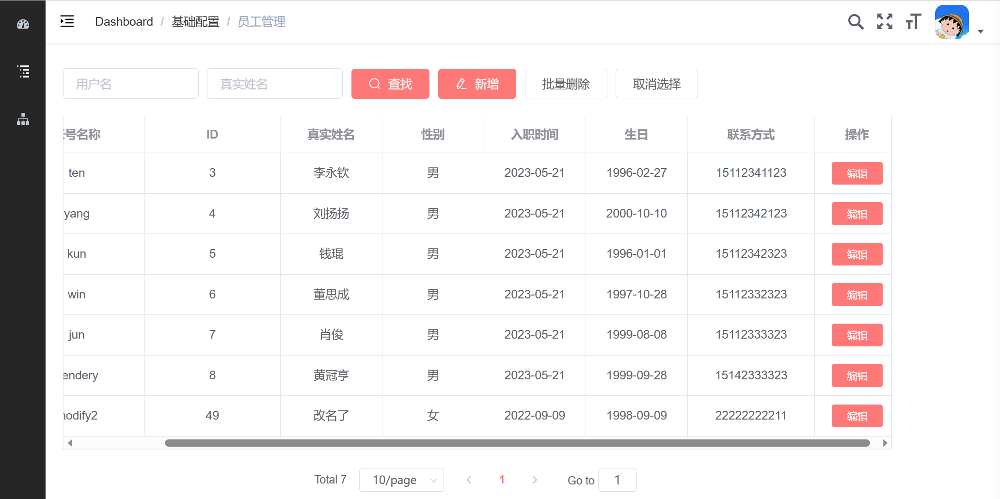 Dashboard / 基础配置 / 员工管理
用户名 真实姓名 查找 新增 批量删除 取消选择
号名称 ID 真实姓名 性别 入职时间 生日 联系方式 操作
ten 3 李永钦 男 2023-05-21 1996-02-27 15112341123 编辑
yang 4 刘扬扬 男 2023-05-21 2000-10-10 15112342123 编辑
kun 5 钱琨 男 2023-05-21 1996-01-01 15112342323 编辑
win 6 董思成 男 2023-05-21 1997-10-28 15112332323 编辑
jun 7 肖俊 男 2023-05-21 1999-08-08 15112333323 编辑
endery 8 黄冠亨 男 2023-05-21 1999-09-28 15142333323 编辑
odify2 49 改名了 女 2022-09-09 1998-09-09 22222222211 编辑
Total 7 10/page 1 Go to 1